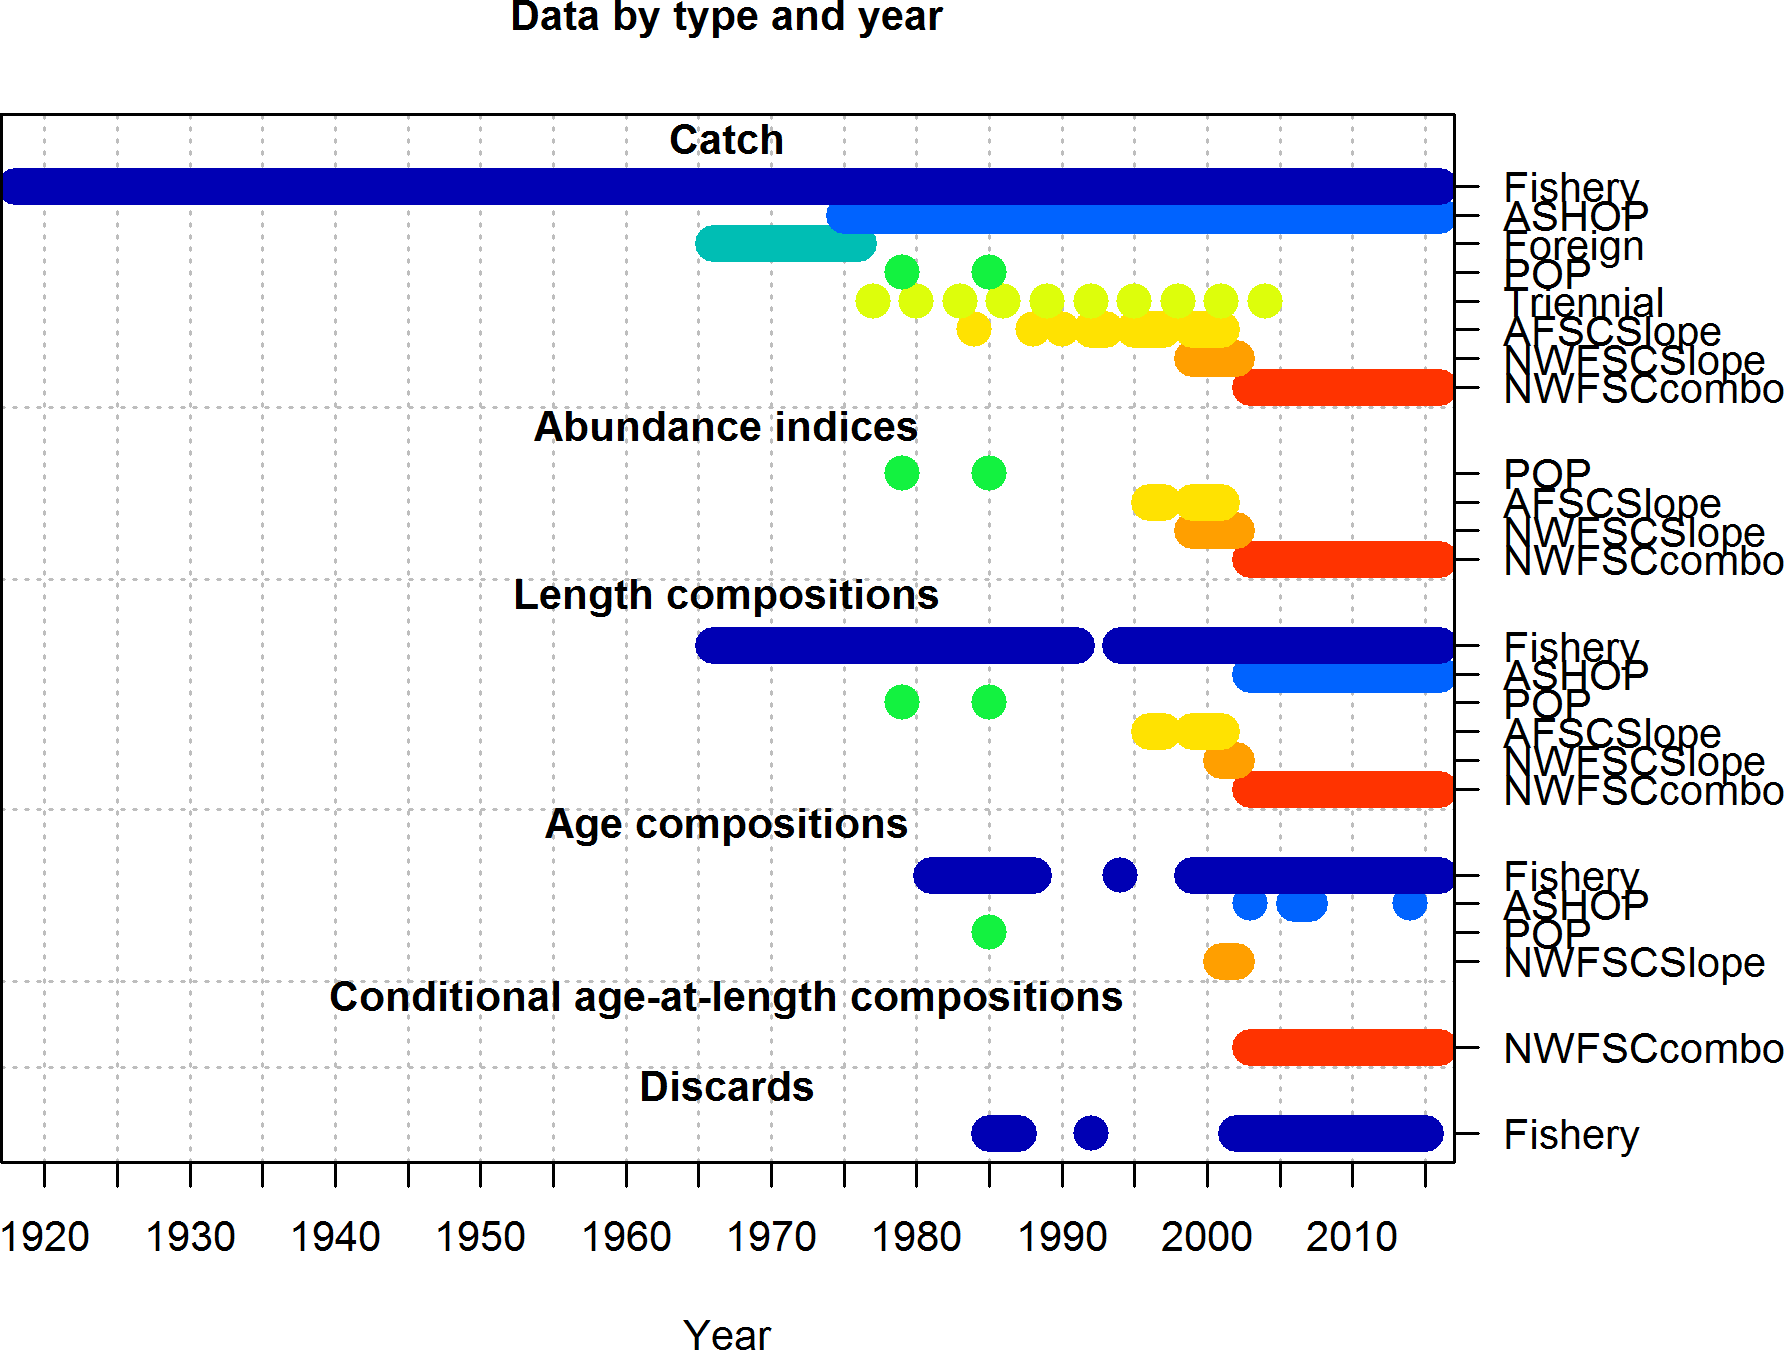 Data by type and year
Catch
Fishery
ASHOP
Foreign
POP
Triennial
AFSCSlope
NWFSCSlope
NWFSCcombo
Abundance indices
POP
AFSCSlope
NWFSCSlope
NWFSCcombo
Length compositions
Fishery
ASHOP
POP
AFSCSlope
NWFSCSlope
NWFSCcombo
Age compositions
Fishery
ASHOP
POP
NWFSCSlope
Conditional age-at-length compositions
NWFSCcombo
Discards
Fishery
1920 1930 1940 1950 1960 1970 1980 1990 2000 2010
Year